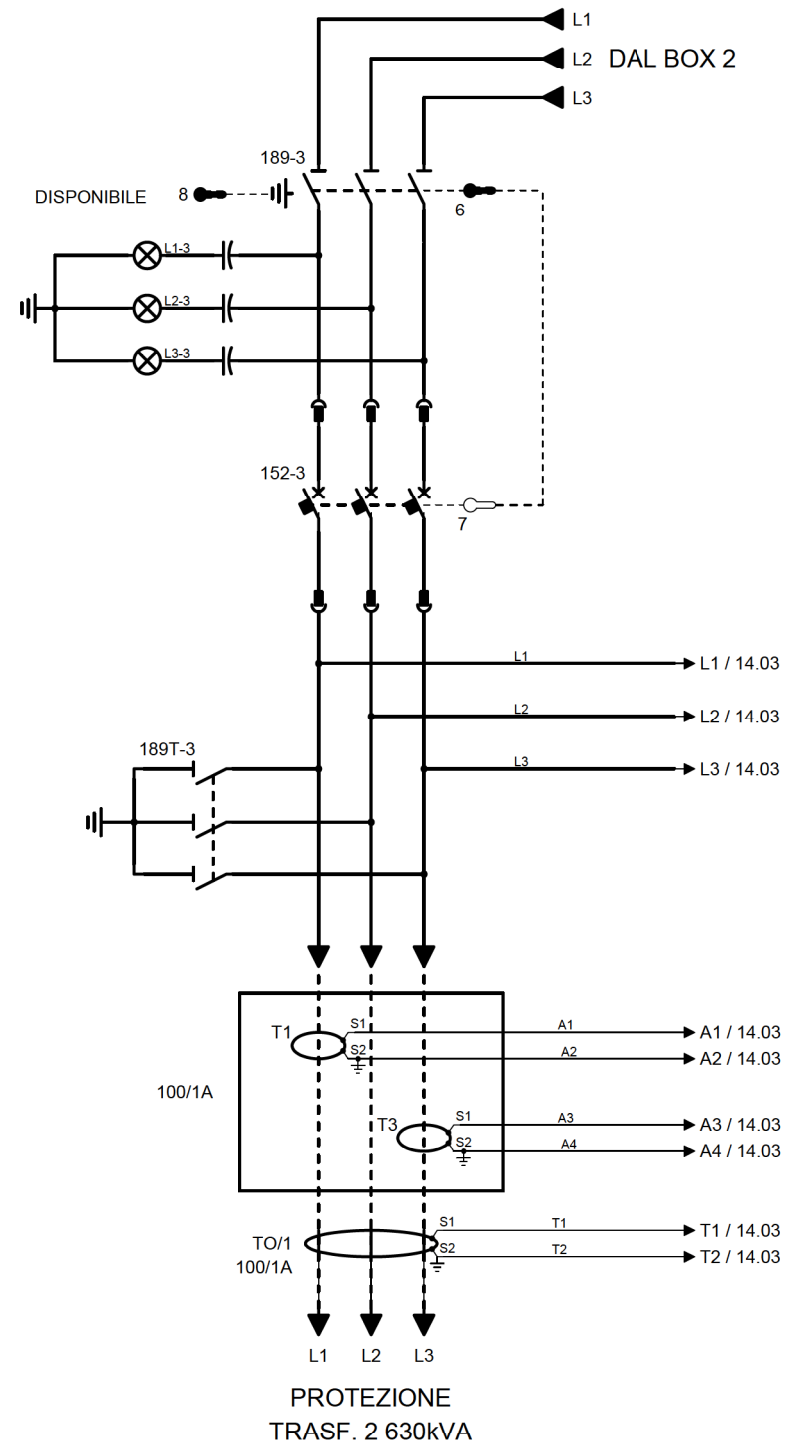 L1
L2 DAL BOX 2
L3
189-3
DISPONIBILE 8
6
L1-3
L2-3
L3-3
152-3
7
L1 L1 / 14.03
L2 L2 / 14.03
189T-3
L3 L3 / 14.03
T1 S1 A1 A1 / 14.03
S2 A2 A2 / 14.03
100/1A
T3 S1 A3 A3 / 14.03
S2 A4 A4 / 14.03
S1 T1 T1 / 14.03
TO/1 S2 T2 T2 / 14.03
100/1A
L1 L2 L3
PROTEZIONE
TRASF. 2 630kVA